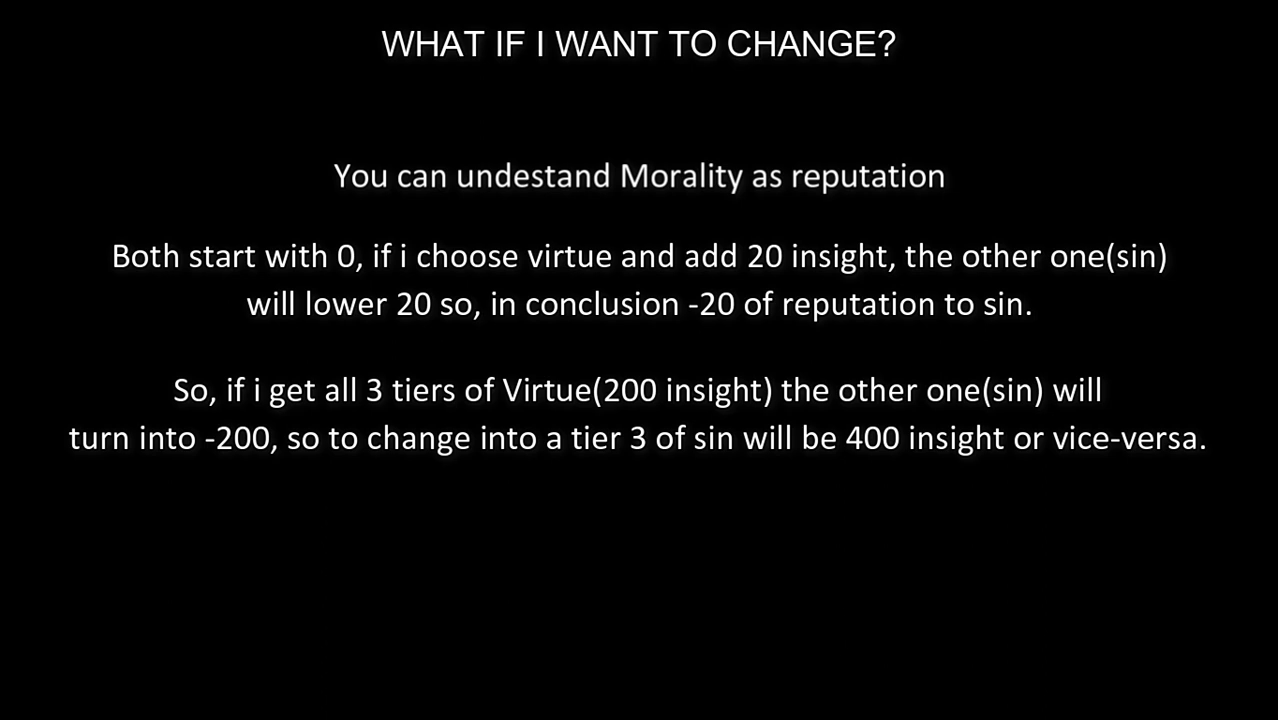 WHAT IF I WANT TO CHANGE?
You can undestand Morality as reputation
Both start with 0, if i choose virtue and add 20 insight, the other one(sin)
will lower 20 so, in conclusion -20 of reputation to sin.
So, if i get all 3 tiers of Virtue(200 insight) the other one(sin) will
turn into -200, so to change into a tier 3 of sin will be 400 insight or vice-versa.